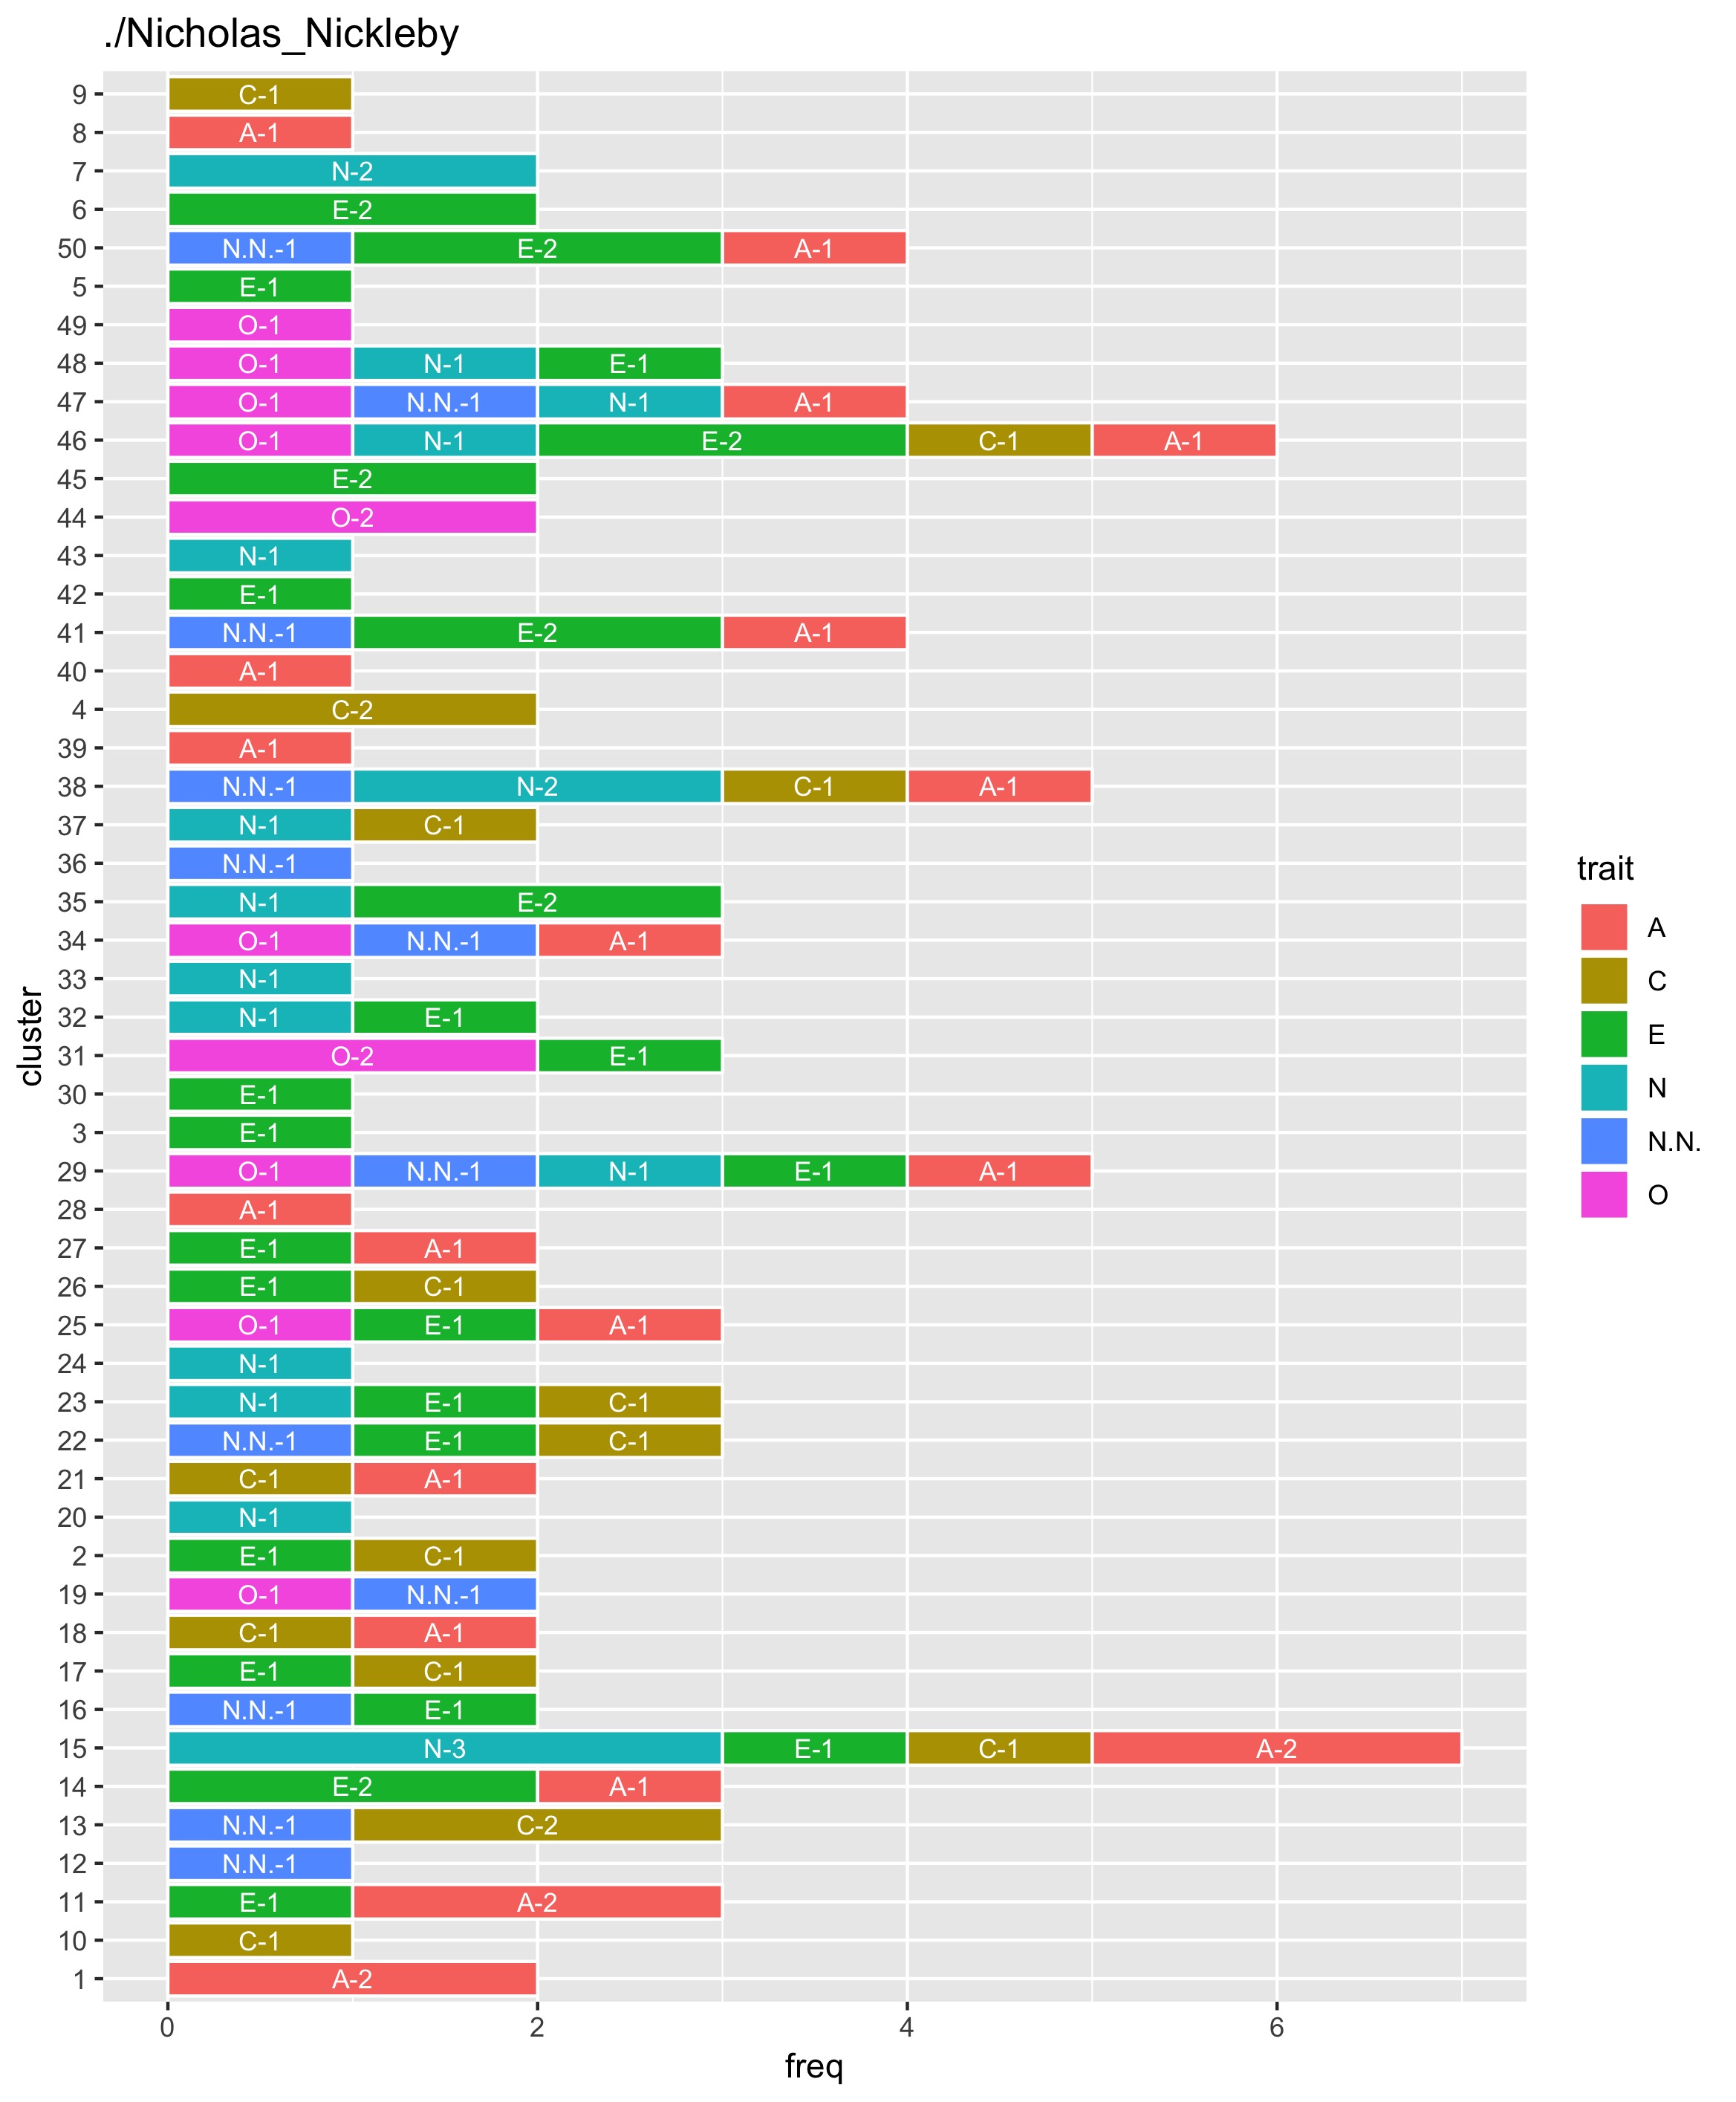 ./Nicholas_Nickleby
9 C-1
8 A-1
7 N-2
6 E-2
50 N.N.-1 E-2 A-1
5 E-1
49 O-1
48 O-1 N-1 E-1
47 O-1 N.N.-1 N-1 A-1
46 O-1 N-1 E-2 C-1 A-1
45 E-2
44 O-2
43 N-1
42 E-1
41 N.N.-1 E-2 A-1
40 A-1
4 C-2
39 A-1
38 N.N.-1 N-2 C-1 A-1
37 N-1 C-1
36 N.N.-1
35 N-1 E-2
34 O-1 N.N.-1 A-1
33 N-1
32 N-1 E-1
31 O-2 E-1
30 E-1
3 E-1
29 O-1 N.N.-1 N-1 E-1 A-1
28 A-1
27 E-1 A-1
26 E-1 C-1
25 O-1 E-1 A-1
24 N-1
23 N-1 E-1 C-1
22 N.N.-1 E-1 C-1
21 C-1 A-1
20 N-1
2 E-1 C-1
19 O-1 N.N.-1
18 C-1 A-1
17 E-1 C-1
16 N.N.-1 E-1
15 N-3 E-1 C-1 A-2
14 E-2 A-1
13 N.N.-1 C-2
12 N.N.-1
11 E-1 A-2
10 C-1
1 A-2
0 2 4 6
freq
cluster
trait
A
C
E
N
N.N.
O